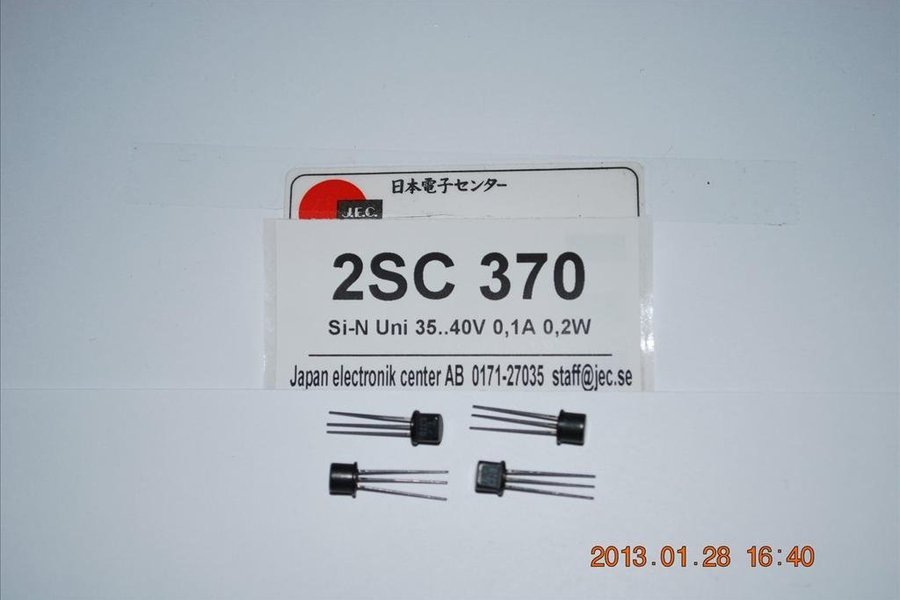 日本電子センター
J.E.C.
2SC 370
Si-N Uni 35..40V 0,1A 0,2W
Japan electronik center AB 0171-27035 staff@jec.se
2013.01.28 16:40